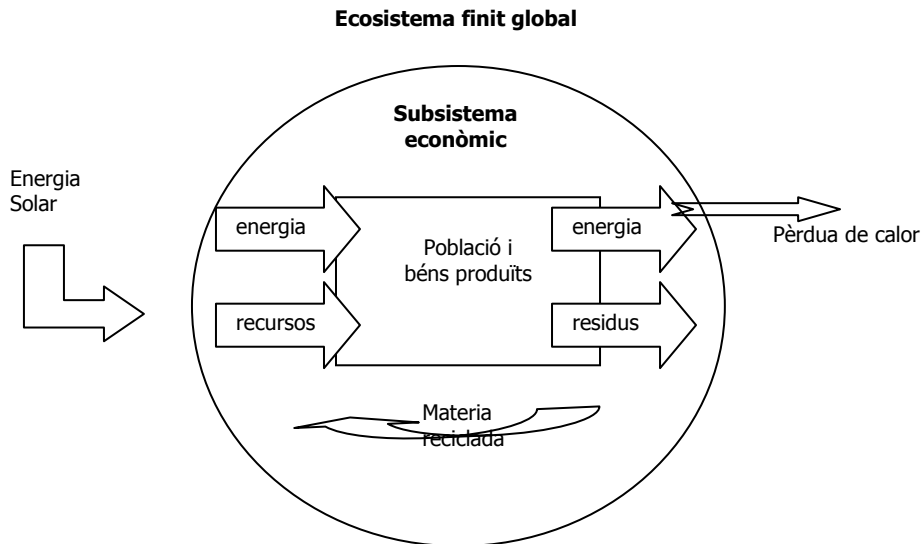 Ecosistema finit global
Subsistema
econòmic
Energia
Solar
energia
energia
Població i
béns produïts
Pèrdua de calor
recursos
residus
Materia
reciclada